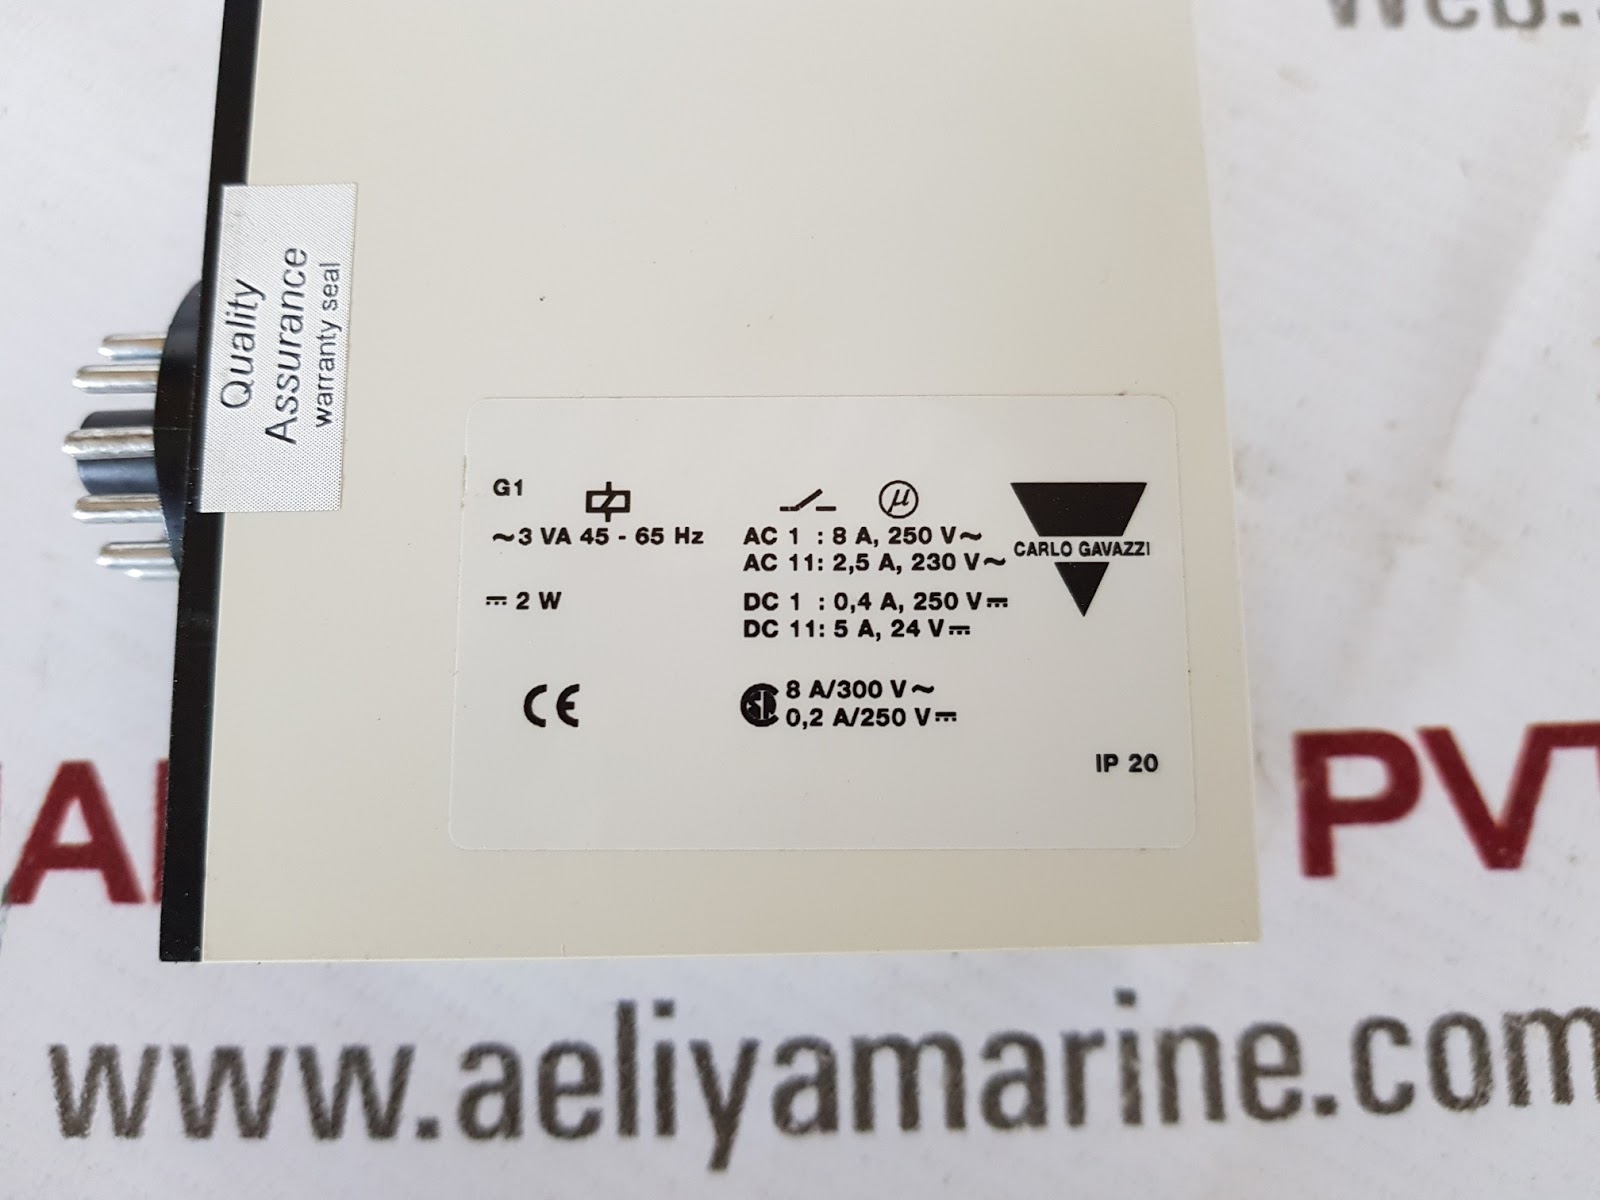 Web.
Quality
Assurance
warranty seal
G1
~3 VA 45 - 65 Hz
⎓ 2 W
CE
µ
AC 1 : 8 A, 250 V~
AC 11: 2,5 A, 230 V~
DC 1 : 0,4 A, 250 V⎓
DC 11: 5 A, 24 V⎓
8 A/300 V~
0,2 A/250 V⎓
CARLO GAVAZZI
IP 20
PVT
www.aeliyamarine.com